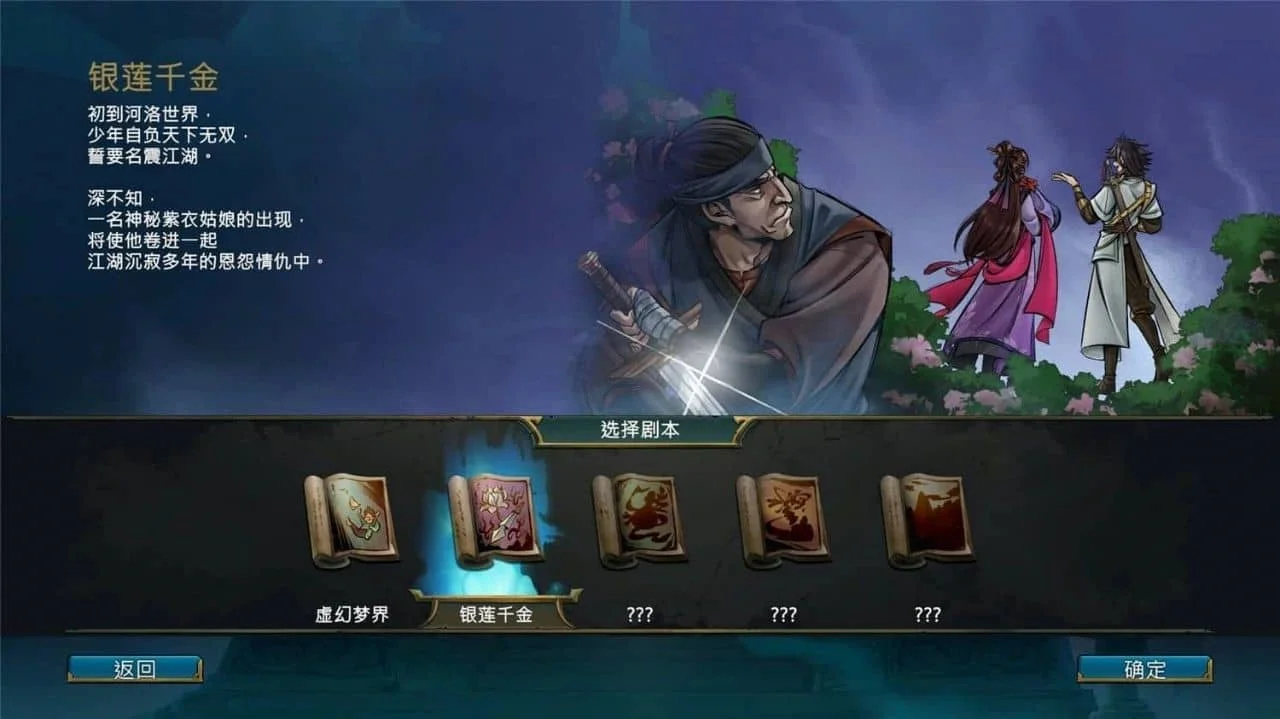 银莲千金
初到河洛世界，
少年自负天下无双，
誓要名震江湖。
深不知，
一名神秘紫衣姑娘的出现，
将使他卷进一起
江湖沉寂多年的恩怨情仇中。
选择剧本
虚幻梦界
银莲千金
???
???
???
返回
确定